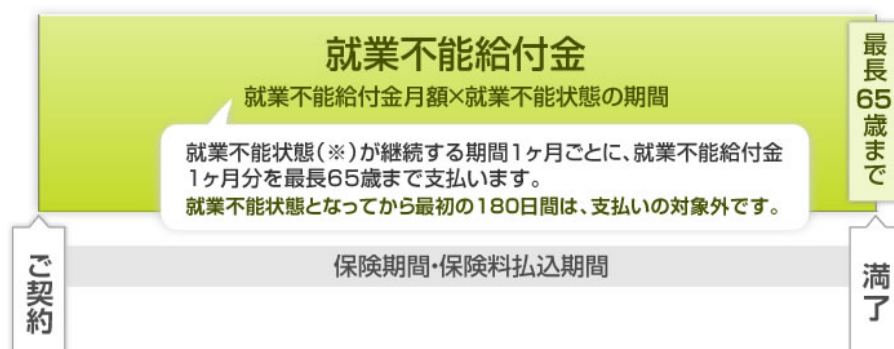 就業不能給付金
就業不能給付金月額×就業不能状態の期間
就業不能状態(※)が継続する期間1ヶ月ごとに、就業不能給付金
1ヶ月分を最長65歳まで支払います。
就業不能状態となってから最初の180日間は、支払いの対象外です。
最長65歳まで
ご契約
保険期間・保険料払込期間
満了